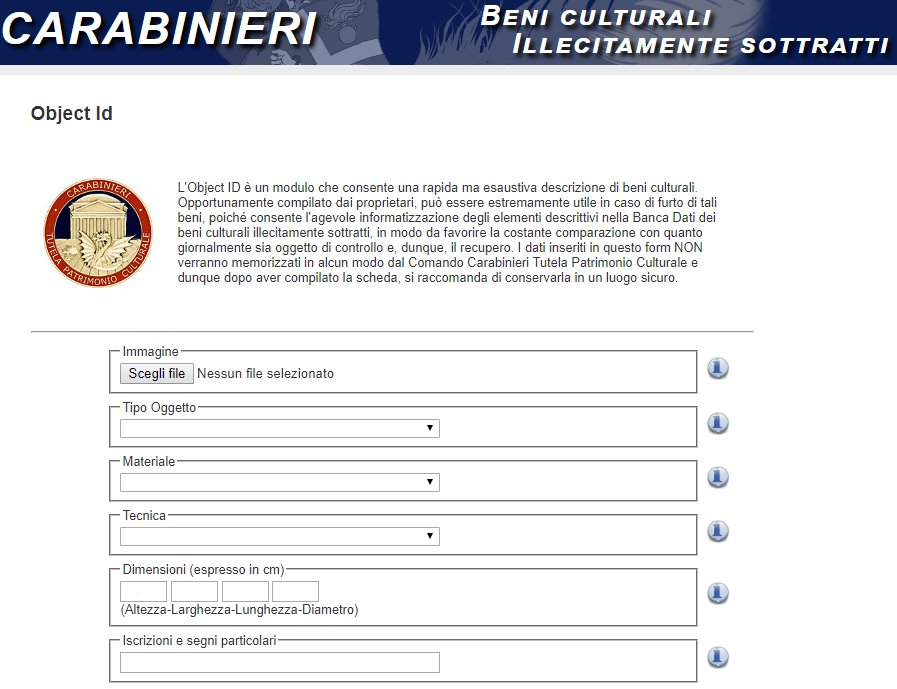 CARABINIERI
BENI CULTURALI
ILLECITAMENTE SOTTRATTI
Object Id
CARABINIERI
TUTELA PATRIMONIO CULTURALE
L'Object ID è un modulo che consente una rapida ma esaustiva descrizione di beni culturali.
Opportunamente compilato dai proprietari, può essere estremamente utile in caso di furto di tali
beni, poiché consente l'agevole informatizzazione degli elementi descrittivi nella Banca Dati dei
beni culturali illecitamente sottratti, in modo da favorire la costante comparazione con quanto
giornalmente sia oggetto di controllo e, dunque, il recupero. I dati inseriti in questo form NON
verranno memorizzati in alcun modo dal Comando Carabinieri Tutela Patrimonio Culturale e
dunque dopo aver compilato la scheda, si raccomanda di conservarla in un luogo sicuro.
Immagine
Scegli file Nessun file selezionato
Tipo Oggetto
Materiale
Tecnica
Dimensioni (espresso in cm)
(Altezza-Larghezza-Lunghezza-Diametro)
Iscrizioni e segni particolari